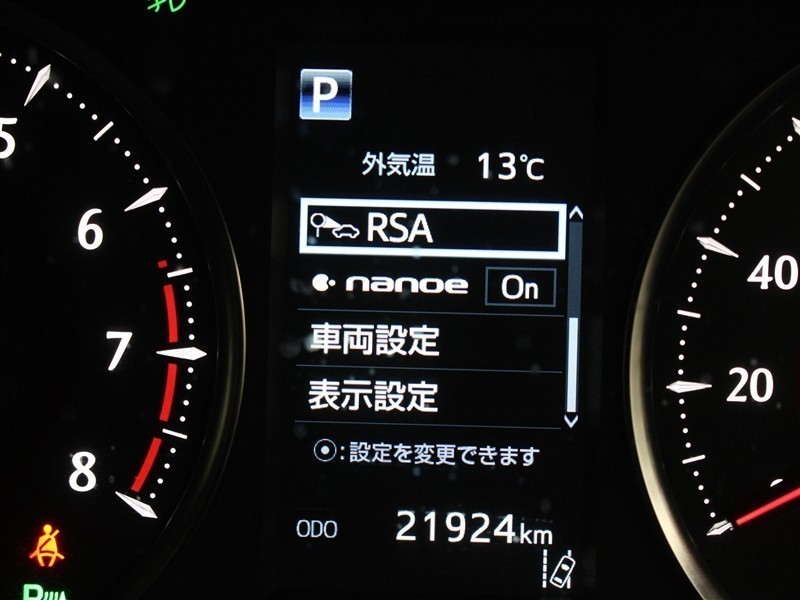 P
外気温 13℃
RSA
nanoe On
車両設定
表示設定
⦿:設定を変更できます
ODO 21924km
5
6
7
8
40
20
P